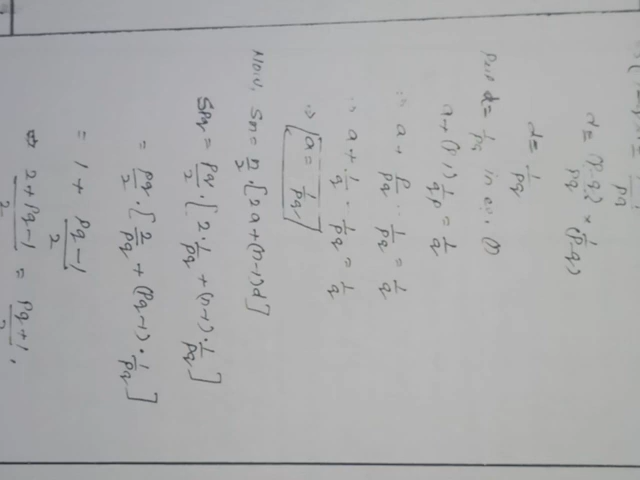 d = (p-q)/pq × 1/(p-q)
d = 1/pq
Put d = 1/pq in eq. (1)
a + (p-1) 1/qp = 1/q
∴ a + p/pq - 1/pq = 1/q
∴ a + 1/q - 1/pq = 1/q
⇒ a = 1/pq
Now, Sn = n/2 [2a + (n-1)d]
Spq = pq/2 · [2·1/pq + (n-1)·1/pq]
= pq/2 · [2/pq + (pq-1)·1/pq]
= 1 + pq-1/2
2+pq-1/2 = pq+1/2,